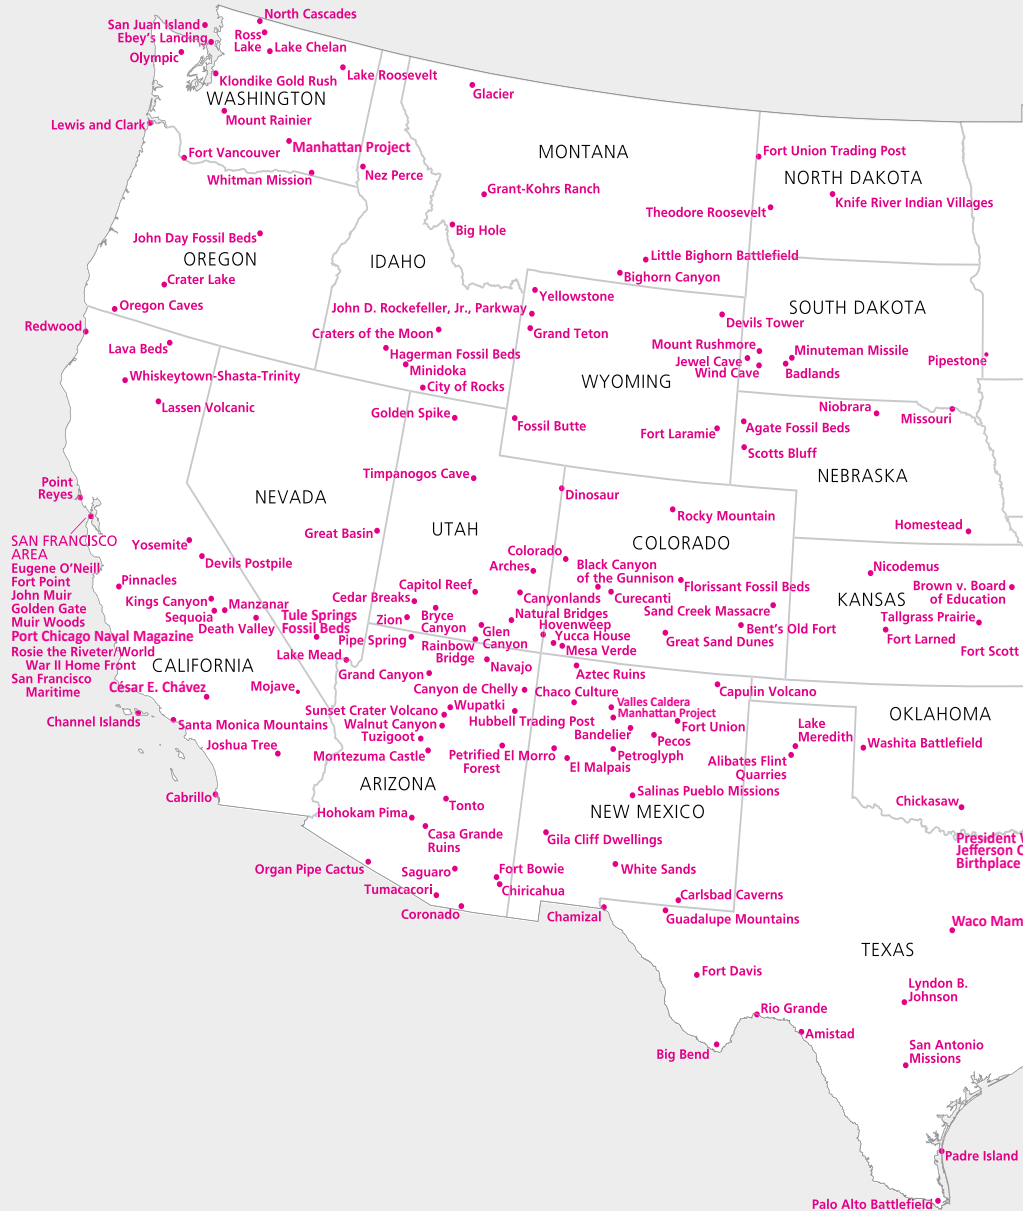 North Cascades
San Juan Island
Ebey's Landing
Ross
Lake
Lake Chelan
Olympic
Lake Roosevelt
Klondike Gold Rush
Glacier
WASHINGTON
Mount Rainier
Lewis and Clark
Manhattan Project
Fort Vancouver
MONTANA
Fort Union Trading Post
Nez Perce
Whitman Mission
NORTH DAKOTA
Grant-Kohrs Ranch
Knife River Indian Villages
Theodore Roosevelt
Big Hole
John Day Fossil Beds
OREGON
IDAHO
Little Bighorn Battlefield
Bighorn Canyon
Crater Lake
Yellowstone
Oregon Caves
John D. Rockefeller, Jr., Parkway
SOUTH DAKOTA
Redwood
Craters of the Moon
Grand Teton
Devils Tower
Lava Beds
Hagerman Fossil Beds
Mount Rushmore
Minuteman Missile
Jewel Cave
Pipestone
Minidoka
Wind Cave
Badlands
Whiskeytown-Shasta-Trinity
City of Rocks
WYOMING
Lassen Volcanic
Golden Spike
Niobrara
Missouri
Fossil Butte
Fort Laramie
Agate Fossil Beds
Scotts Bluff
Timpanogos Cave
NEBRASKA
Point
Reyes
NEVADA
Dinosaur
Rocky Mountain
Great Basin
UTAH
Homestead
SAN FRANCISCO
AREA
Eugene O'Neill
Fort Point
John Muir
Golden Gate
Muir Woods
Port Chicago Naval Magazine
Rosie the Riveter/World
War II Home Front
San Francisco
Maritime
Yosemite
COLORADO
Colorado
Devils Postpile
Arches
Black Canyon
of the Gunnison
Nicodemus
Pinnacles
Capitol Reef
Florissant Fossil Beds
Brown v. Board
of Education
Kings Canyon
Manzanar
Cedar Breaks
Canyonlands
Curecanti
KANSAS
Sequoia
Tule Springs
Fossil Beds
Zion
Bryce
Canyon
Natural Bridges
Sand Creek Massacre
Tallgrass Prairie
Death Valley
Glen
Canyon
Hovenweep
Yucca House
Bent's Old Fort
Fort Larned
Pipe Spring
Rainbow
Bridge
Mesa Verde
Great Sand Dunes
Fort Scott
Lake Mead
Navajo
CALIFORNIA
Grand Canyon
Aztec Ruins
César E. Chávez
Mojave
Canyon de Chelly
Chaco Culture
Capulin Volcano
Wupatki
Valles Caldera
Manhattan Project
Sunset Crater Volcano
OKLAHOMA
Channel Islands
Santa Monica Mountains
Walnut Canyon
Hubbell Trading Post
Fort Union
Lake
Meredith
Tuzigoot
Bandelier
Pecos
Washita Battlefield
Joshua Tree
Montezuma Castle
Petrified
Forest
El Morro
Petroglyph
Alibates Flint
Quarries
El Malpais
ARIZONA
Cabrillo
Salinas Pueblo Missions
Tonto
Chickasaw
Hohokam Pima
NEW MEXICO
Casa Grande
Ruins
Gila Cliff Dwellings
President
Jefferson
Birthplace
Organ Pipe Cactus
Saguaro
Fort Bowie
White Sands
Tumacacori
Chiricahua
Carlsbad Caverns
Coronado
Chamizal
Guadalupe Mountains
Waco Mam
TEXAS
Fort Davis
Lyndon B.
Johnson
Rio Grande
Amistad
Big Bend
San Antonio
Missions
Padre Island
Palo Alto Battlefield